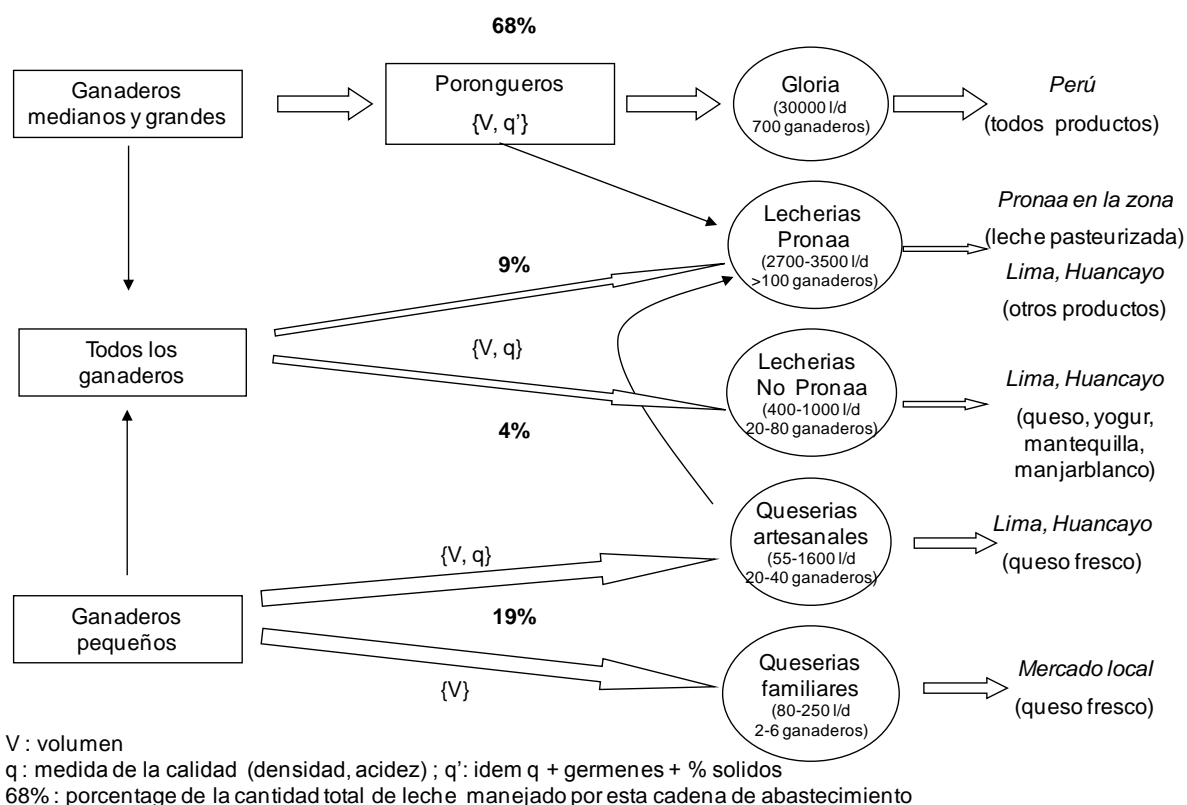 68%
Ganaderos
medianos y grandes
Porongueros
{V, q’}
Gloria
(30000 l/d
700 ganaderos)
Perú
(todos productos)
Lecherias
Pronaa
(2700-3500 l/d
>100 ganaderos)
Pronaa en la zona
(leche pasteurizada)
Lima, Huancayo
(otros productos)
9%
Todos los
ganaderos
{V, q}
4%
Lecherias
No Pronaa
(400-1000 l/d
20-80 ganaderos)
Lima, Huancayo
(queso, yogur,
mantequilla,
manjarblanco)
Queserias
artesanales
(55-1600 l/d
20-40 ganaderos)
Lima, Huancayo
(queso fresco)
{V, q}
Ganaderos
pequeños
19%
{V}
Queserias
familiares
(80-250 l/d
2-6 ganaderos)
Mercado local
(queso fresco)
V : volumen
q : medida de la calidad (densidad, acidez) ; q’: idem q + germenes + % solidos
68% : porcentage de la cantidad total de leche manejado por esta cadena de abastecimiento